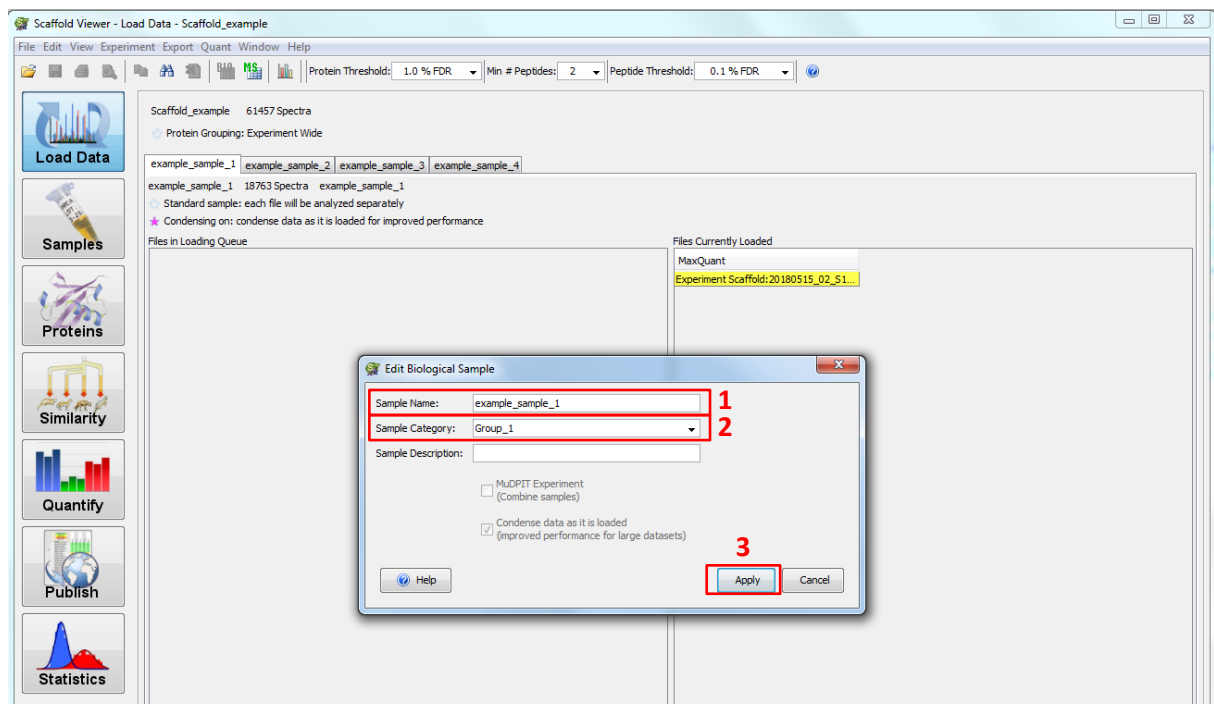 Scaffold Viewer - Load Data - Scaffold_example
File Edit View Experiment Export Quant Window Help
Protein Threshold: 1.0 % FDR Min # Peptides: 2 Peptide Threshold: 0.1 % FDR
Load Data
Samples
Proteins
Similarity
Quantify
Publish
Statistics
Scaffold_example 61457 Spectra
Protein Grouping: Experiment Wide
example_sample_1 example_sample_2 example_sample_3 example_sample_4
example_sample_1 18763 Spectra example_sample_1
Standard sample: each file will be analyzed separately
Condensing on: condense data as it is loaded for improved performance
Files in Loading Queue
Files Currently Loaded
MaxQuant
Experiment Scaffold:20180515_02_S1...
Edit Biological Sample
Sample Name: example_sample_1 1
Sample Category: Group_1 2
Sample Description:
MuDPIT Experiment
(Combine samples)
Condense data as it is loaded
(improved performance for large datasets)
3
Help Apply Cancel